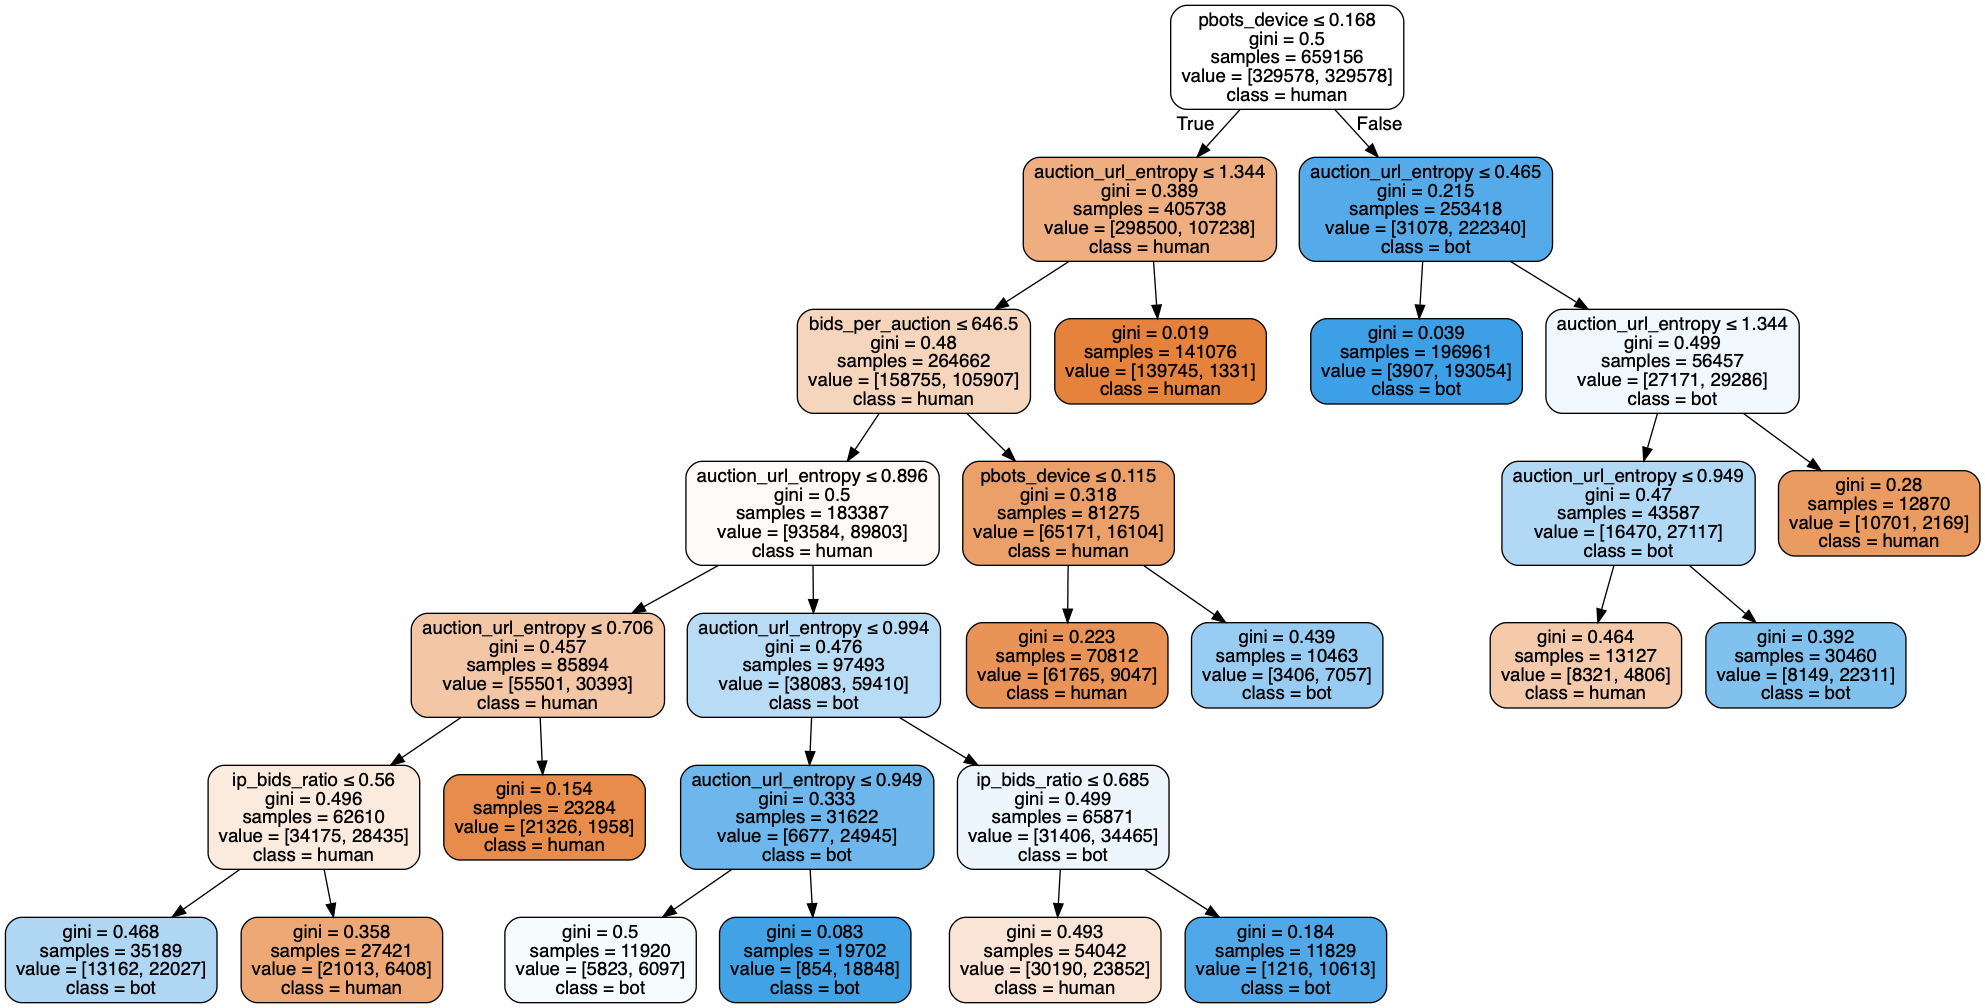 pbots_device ≤ 0.168
gini = 0.5
samples = 659156
value = [329578, 329578]
class = human
True
False
auction_url_entropy ≤ 1.344
gini = 0.389
samples = 405738
value = [298500, 107238]
class = human
auction_url_entropy ≤ 0.465
gini = 0.215
samples = 253418
value = [31078, 222340]
class = bot
bids_per_auction ≤ 646.5
gini = 0.48
samples = 264662
value = [158755, 105907]
class = human
gini = 0.019
samples = 141076
value = [139745, 1331]
class = human
gini = 0.039
samples = 196961
value = [3907, 193054]
class = bot
auction_url_entropy ≤ 1.344
gini = 0.499
samples = 56457
value = [27171, 29286]
class = bot
auction_url_entropy ≤ 0.896
gini = 0.5
samples = 183387
value = [93584, 89803]
class = human
pbots_device ≤ 0.115
gini = 0.318
samples = 81275
value = [65171, 16104]
class = human
auction_url_entropy ≤ 0.949
gini = 0.47
samples = 43587
value = [16470, 27117]
class = bot
gini = 0.28
samples = 12870
value = [10701, 2169]
class = human
auction_url_entropy ≤ 0.706
gini = 0.457
samples = 85894
value = [55501, 30393]
class = human
auction_url_entropy ≤ 0.994
gini = 0.476
samples = 97493
value = [38083, 59410]
class = bot
gini = 0.223
samples = 70812
value = [61765, 9047]
class = human
gini = 0.439
samples = 10463
value = [3406, 7057]
class = bot
gini = 0.464
samples = 13127
value = [8321, 4806]
class = human
gini = 0.392
samples = 30460
value = [8149, 22311]
class = bot
ip_bids_ratio ≤ 0.56
gini = 0.496
samples = 62610
value = [34175, 28435]
class = human
gini = 0.154
samples = 23284
value = [21326, 1958]
class = human
auction_url_entropy ≤ 0.949
gini = 0.333
samples = 31622
value = [6677, 24945]
class = bot
ip_bids_ratio ≤ 0.685
gini = 0.499
samples = 65871
value = [31406, 34465]
class = bot
gini = 0.468
samples = 35189
value = [13162, 22027]
class = bot
gini = 0.358
samples = 27421
value = [21013, 6408]
class = human
gini = 0.5
samples = 11920
value = [5823, 6097]
class = bot
gini = 0.083
samples = 19702
value = [854, 18848]
class = bot
gini = 0.493
samples = 54042
value = [30190, 23852]
class = human
gini = 0.184
samples = 11829
value = [1216, 10613]
class = bot